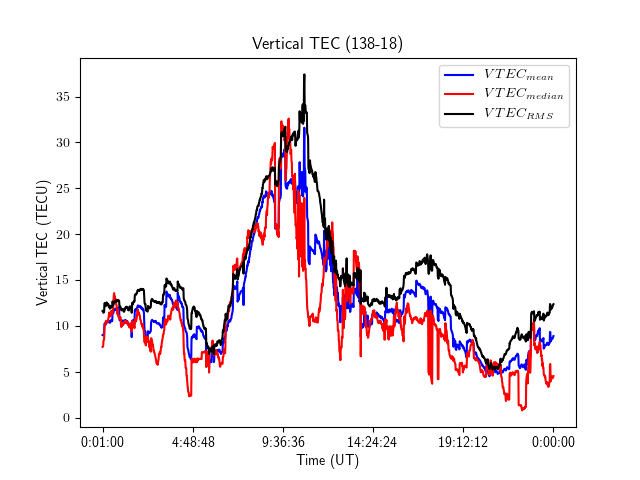 Vertical TEC (138-18)
VTEC_mean
VTEC_median
VTEC_RMS
Vertical TEC (TECU)
35
30
25
20
15
10
5
0
0:01:00 4:48:48 9:36:36 14:24:24 19:12:12 0:00:00
Time (UT)